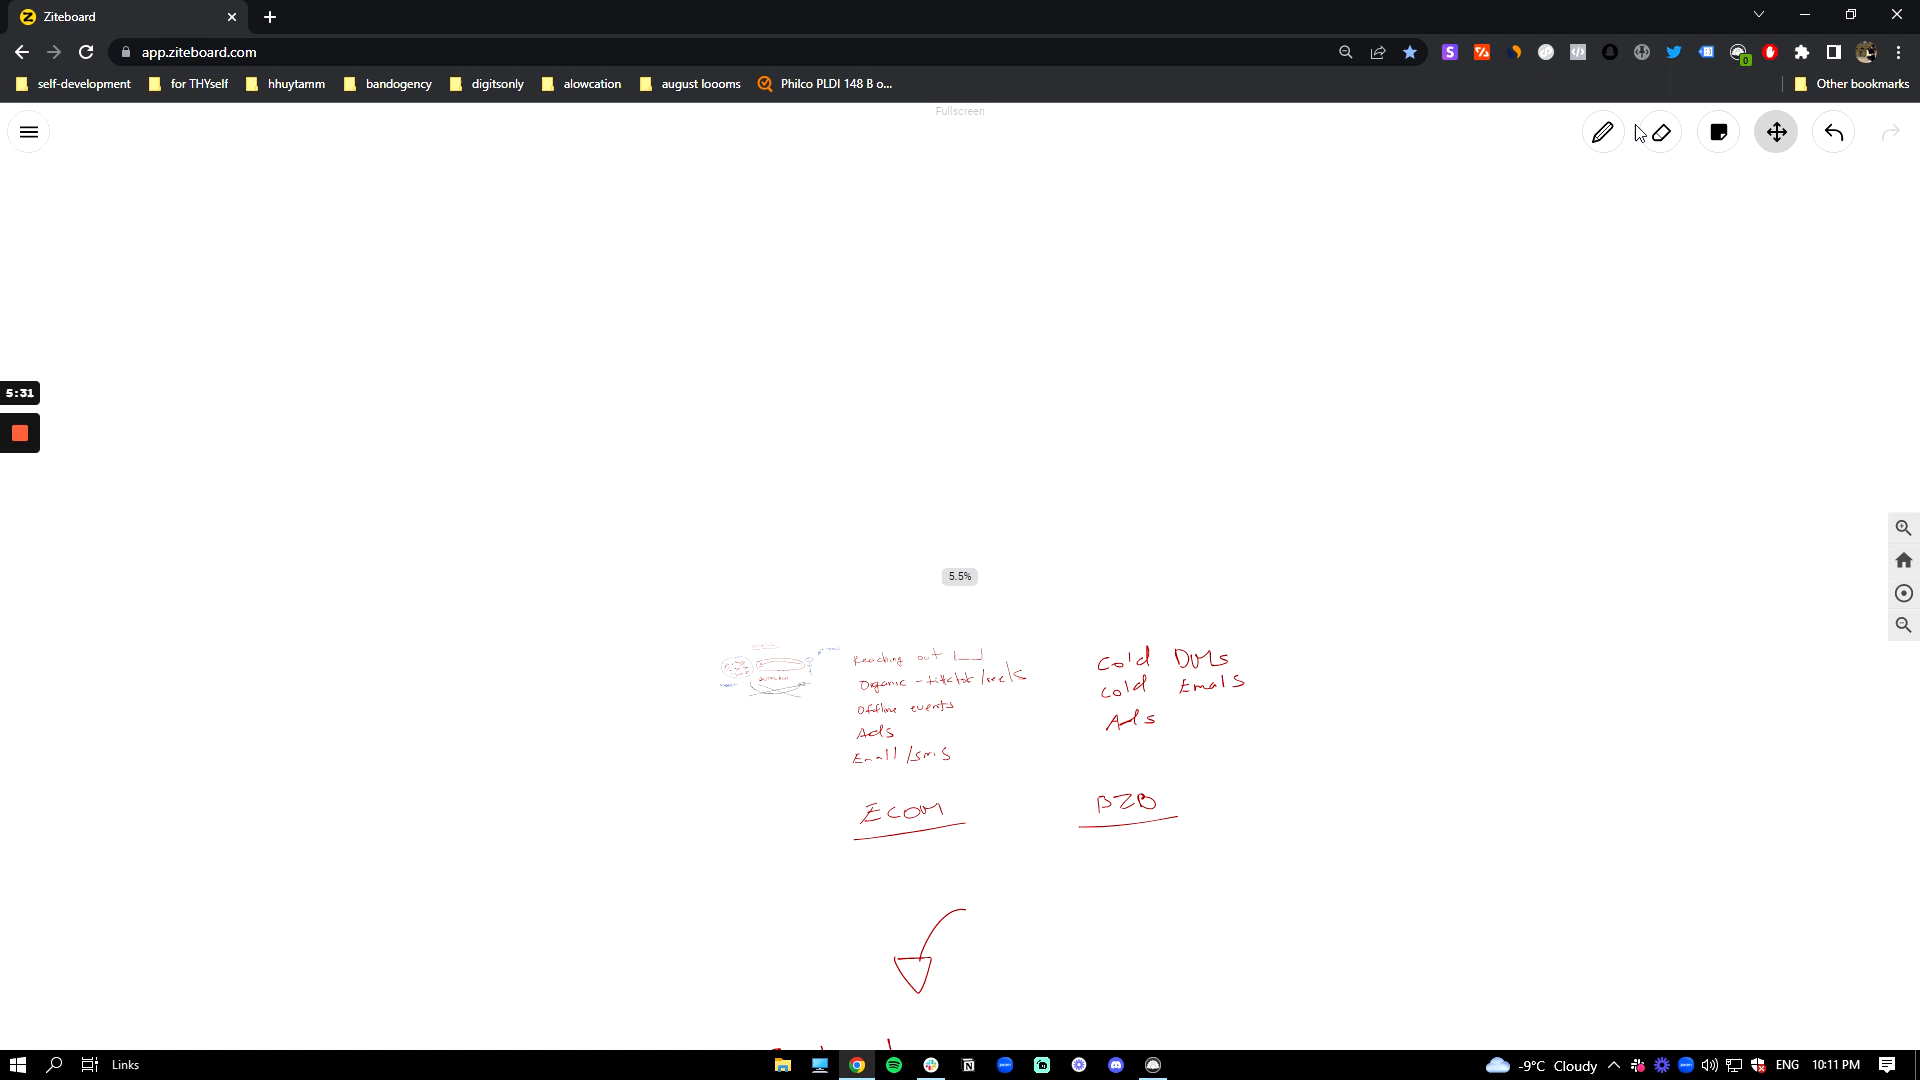 Ziteboard
app.ziteboard.com
0
self-development
for THYself
hhuytamm
bandogency
digitsonly
alowcation
august loooms
Philco PLDI 148 B o...
Other bookmarks
Fullscreen
5:31
5.5%
Reaching out
Organic - tiktok/reels
Offline events
Ads
Email/sms
ECOM
Cold DMs
Cold Emails
Ads
B2B
Links
-9°C Cloudy
ENG
10:11 PM